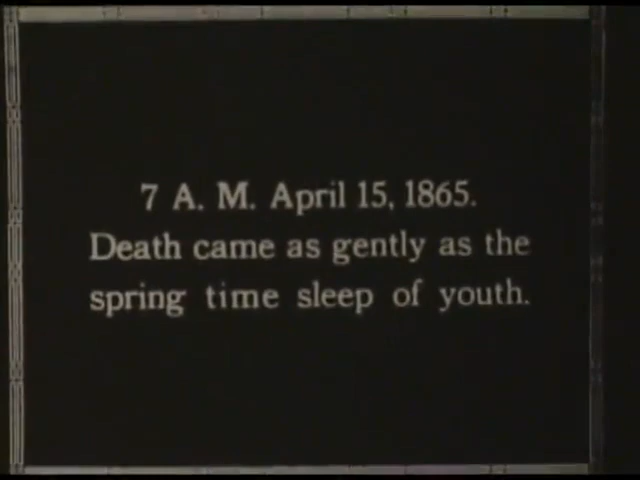 7 A. M. April 15, 1865.
Death came as gently as the
spring time sleep of youth.